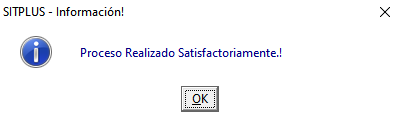 SITPLUS - Información!
Proceso Realizado Satisfactoriamente.!
OK